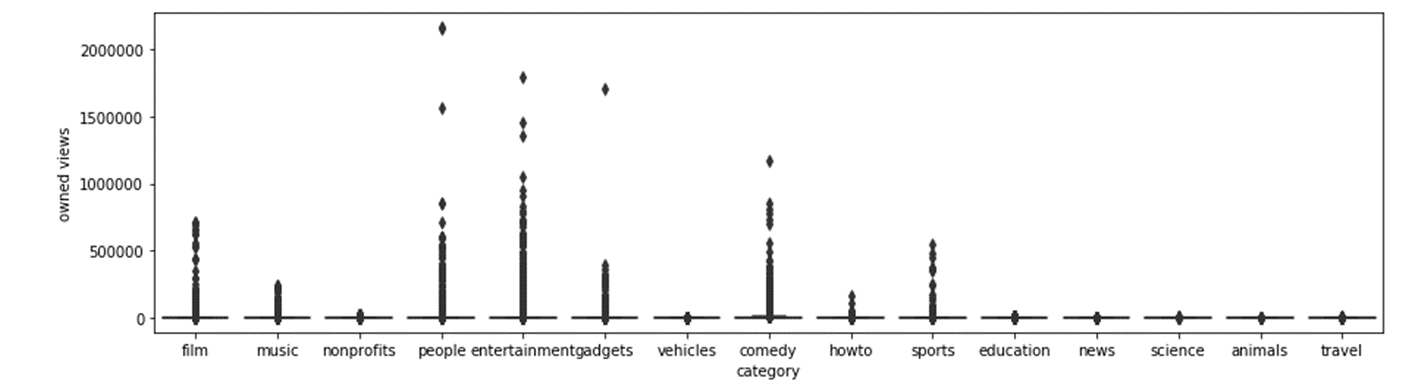 owned views
2000000
1500000
1000000
500000
0
film music nonprofits people entertainment gadgets vehicles comedy howto sports education news science animals travel
category